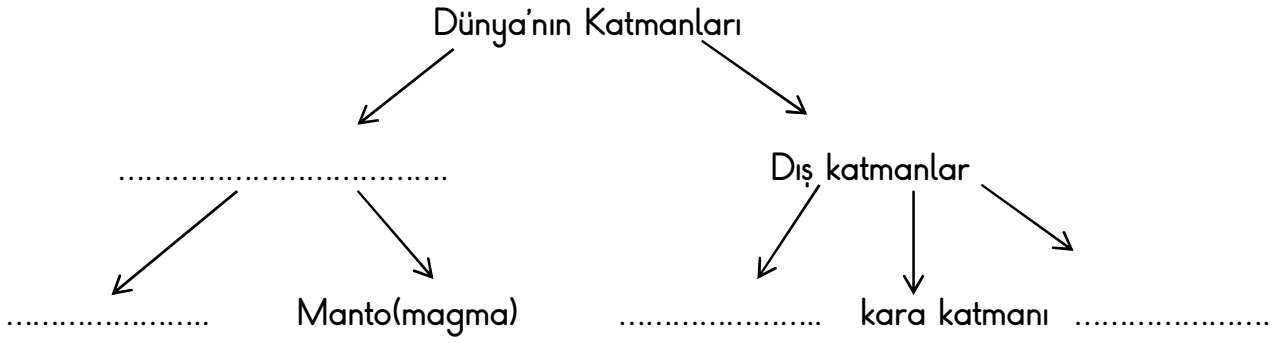 Dünya'nın Katmanları
……………………………… Dış katmanlar
………………….. Manto(magma) ………………….. kara katmanı ………………….